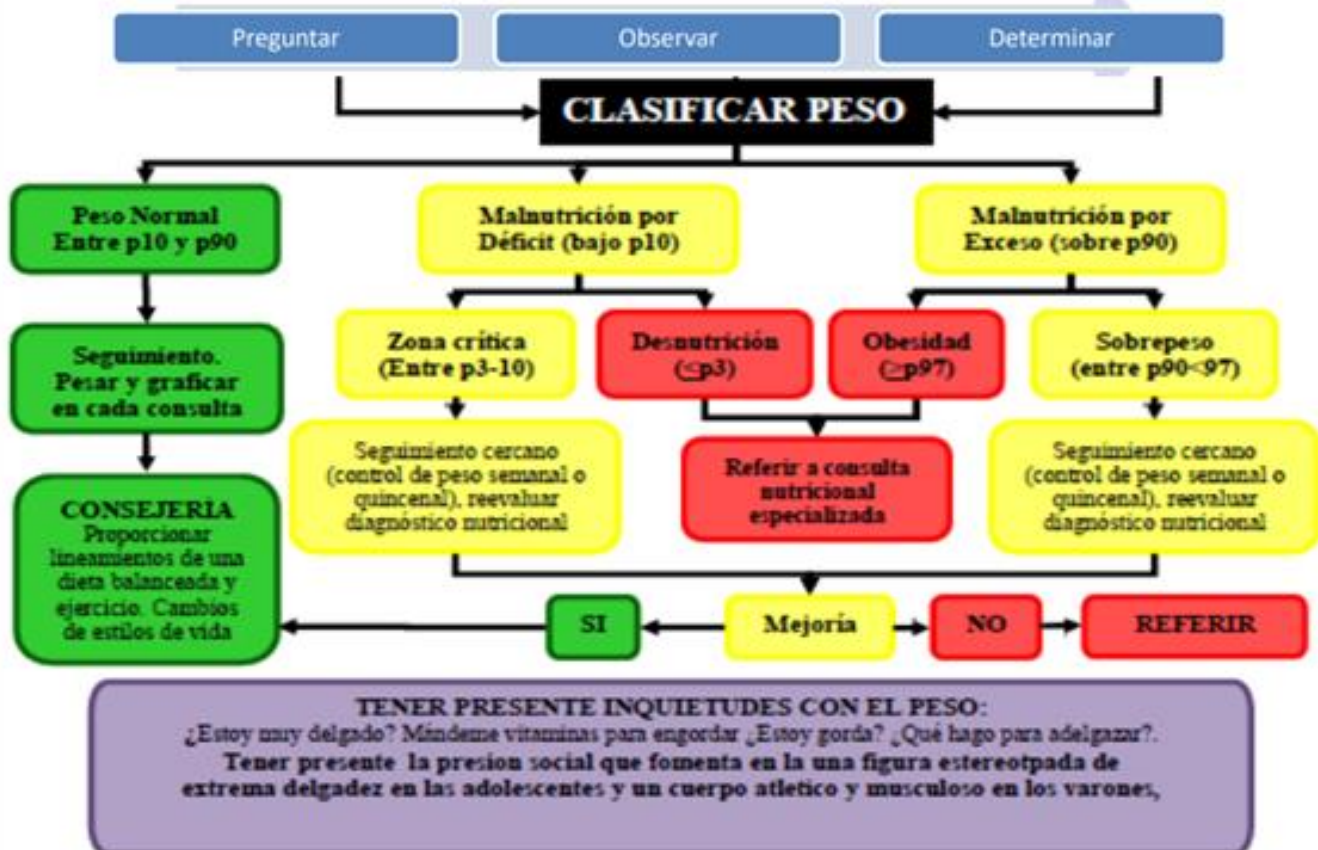 Preguntar
Observar
Determinar
CLASIFICAR PESO
Peso Normal
Entre p10 y p90
Malnutrición por
Déficit (bajo p10)
Malnutrición por
Exceso (sobre p90)
Seguimiento.
Pesar y graficar
en cada consulta
Zona crítica
(Entre p3-10)
Desnutrición
(≤p3)
Obesidad
(≥p97)
Sobrepeso
(entre p90<97)
CONSEJERÍA
Proporcionar
lineamientos de una
dieta balanceada y
ejercicio. Cambios
de estilos de vida
Seguimiento cercano
(control de peso semanal o
quincenal), reevaluar
diagnóstico nutricional
Referir a consulta
nutricional
especializada
Seguimiento cercano
(control de peso semanal o
quincenal), reevaluar
diagnóstico nutricional
SI
Mejoría
NO
REFERIR
TENER PRESENTE INQUIETUDES CON EL PESO:
¿Estoy muy delgado? Mándeme vitaminas para engordar ¿Estoy gorda? ¿Qué hago para adelgazar?.
Tener presente la presion social que fomenta en la una figura estereotpada de
extrema delgadez en las adolescentes y un cuerpo atletico y musculoso en los varones,